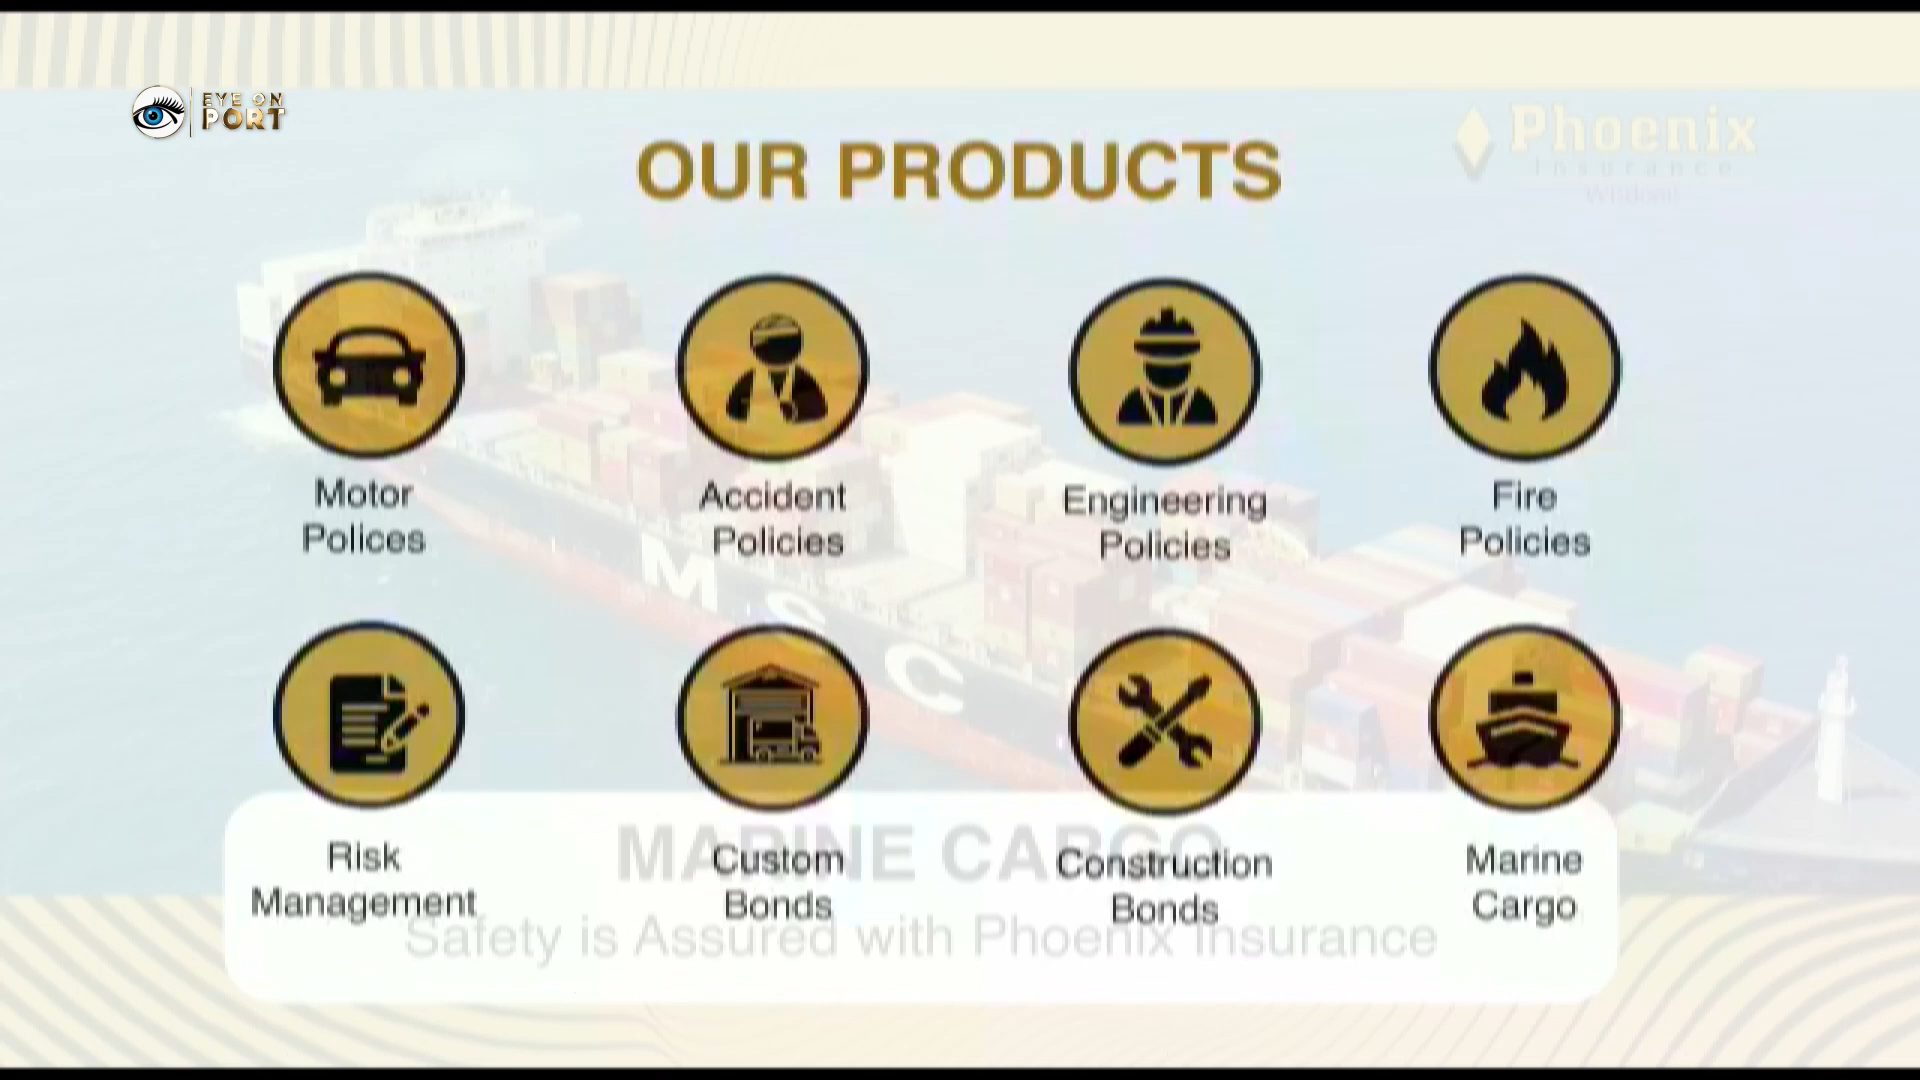 EYE ON
PORT
Phoenix
Insurance
OUR PRODUCTS
Motor
Polices
Accident
Policies
Engineering
Policies
Fire
Policies
MSC
Risk
Management
Custom
Bonds
Construction
Bonds
Marine
Cargo
MARINE CARGO
Safety is Assured with Phoenix Insurance